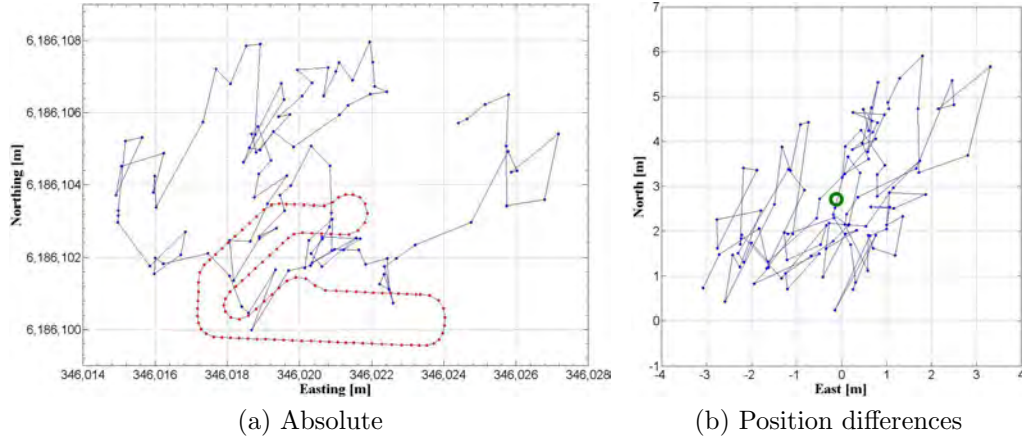 6,186,108
6,186,106
6,186,104
6,186,102
6,186,100
Northing [m]
346,014 346,016 346,018 346,020 346,022 346,024 346,026 346,028
Easting [m]
(a) Absolute
7
6
5
4
3
2
1
0
-1
North [m]
-4 -3 -2 -1 0 1 2 3 4
East [m]
(b) Position differences